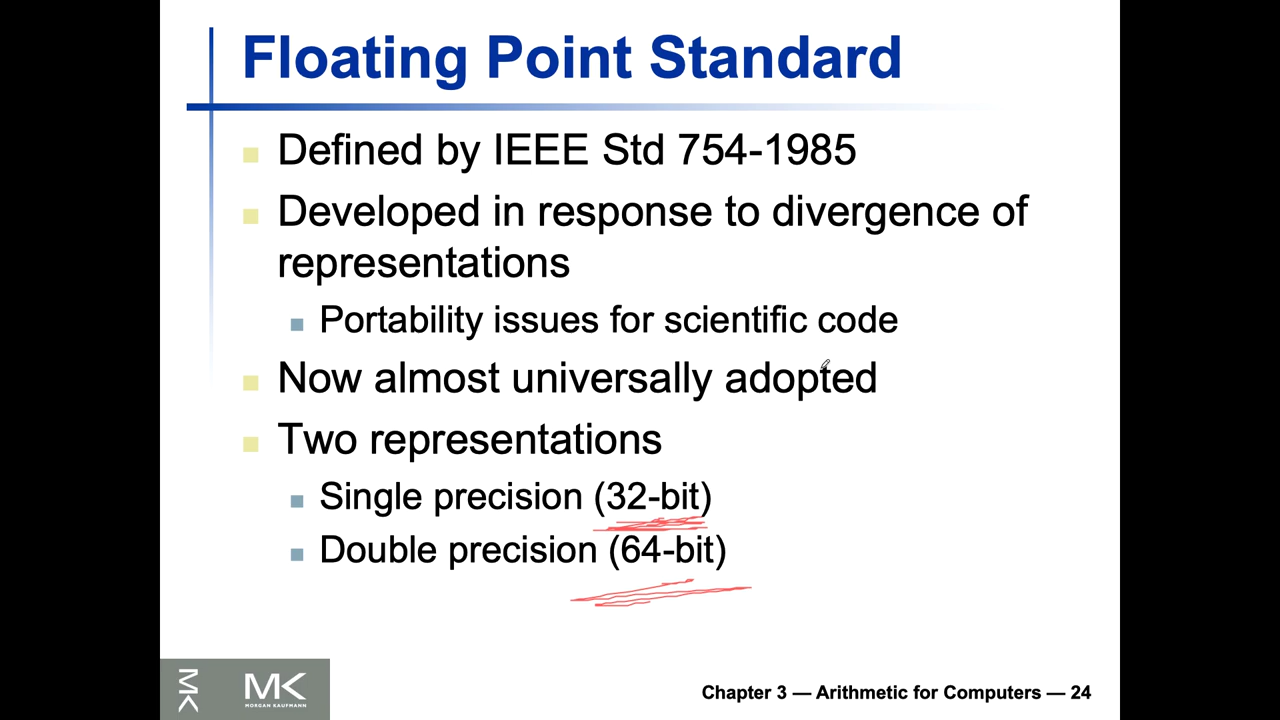 Floating Point Standard
Defined by IEEE Std 754-1985
Developed in response to divergence of
representations
Portability issues for scientific code
Now almost universally adopted
Two representations
Single precision (32-bit)
Double precision (64-bit)
MK
MK
MORGAN KAUFMANN
Chapter 3 — Arithmetic for Computers — 24